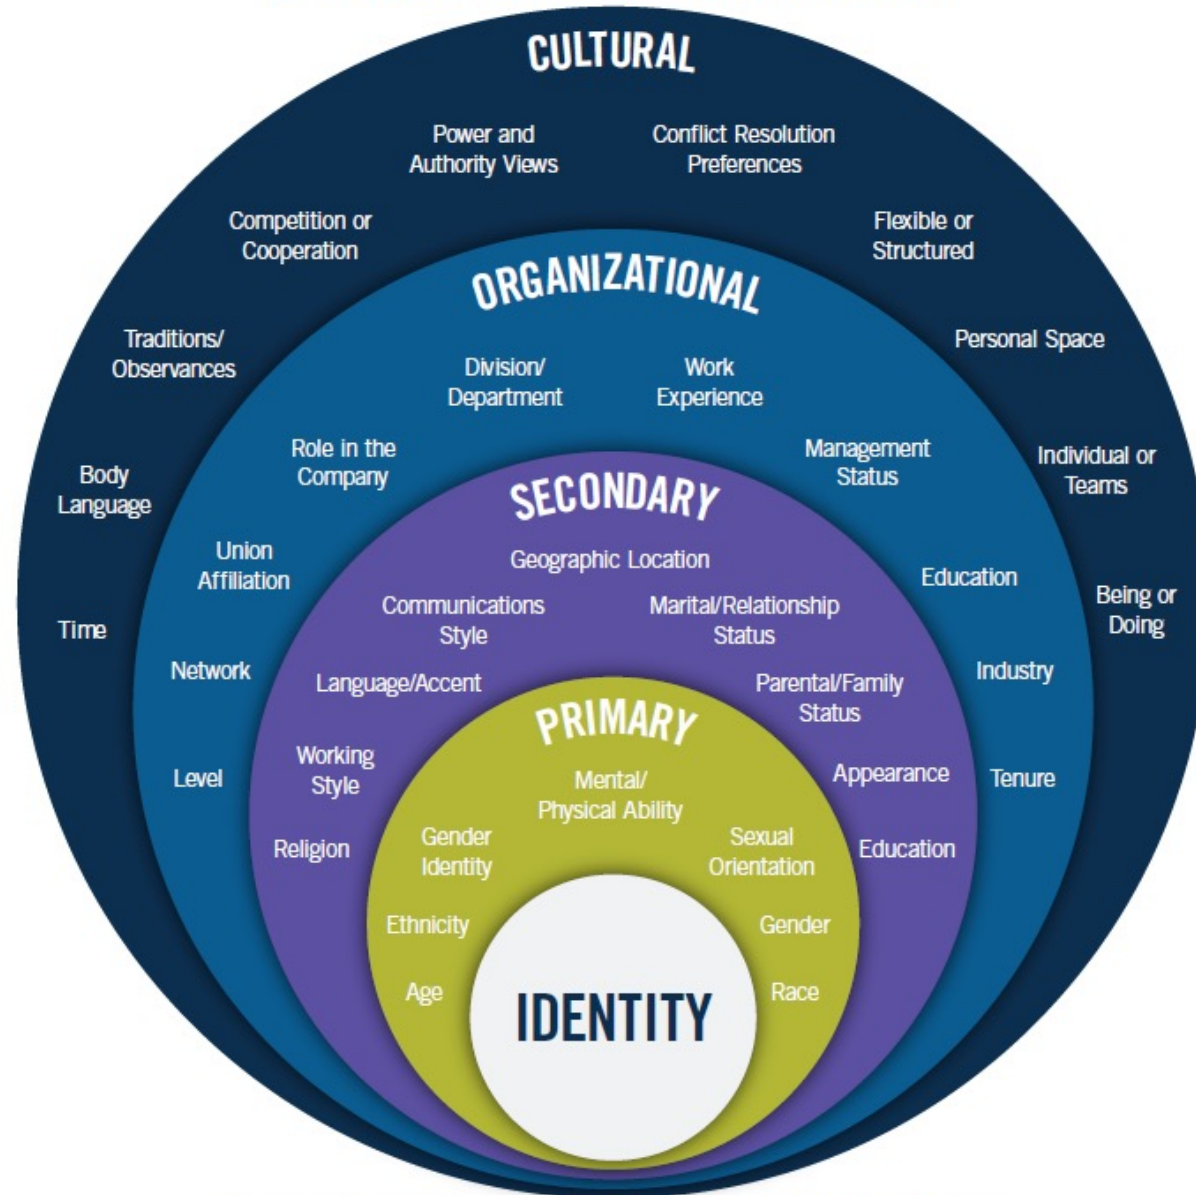 CULTURAL
Power and
Authority Views
Conflict Resolution
Preferences
Competition or
Cooperation
Flexible or
Structured
Traditions/
Observances
Personal Space
Body
Language
Individual or
Teams
Time
Being or
Doing
ORGANIZATIONAL
Division/
Department
Work
Experience
Role in the
Company
Management
Status
Union
Affiliation
Education
Network
Industry
Level
Tenure
SECONDARY
Geographic Location
Communications
Style
Marital/Relationship
Status
Language/Accent
Parental/Family
Status
Working
Style
Appearance
Religion
Education
PRIMARY
Mental/
Physical Ability
Gender
Identity
Sexual
Orientation
Ethnicity
Gender
Age
Race
IDENTITY